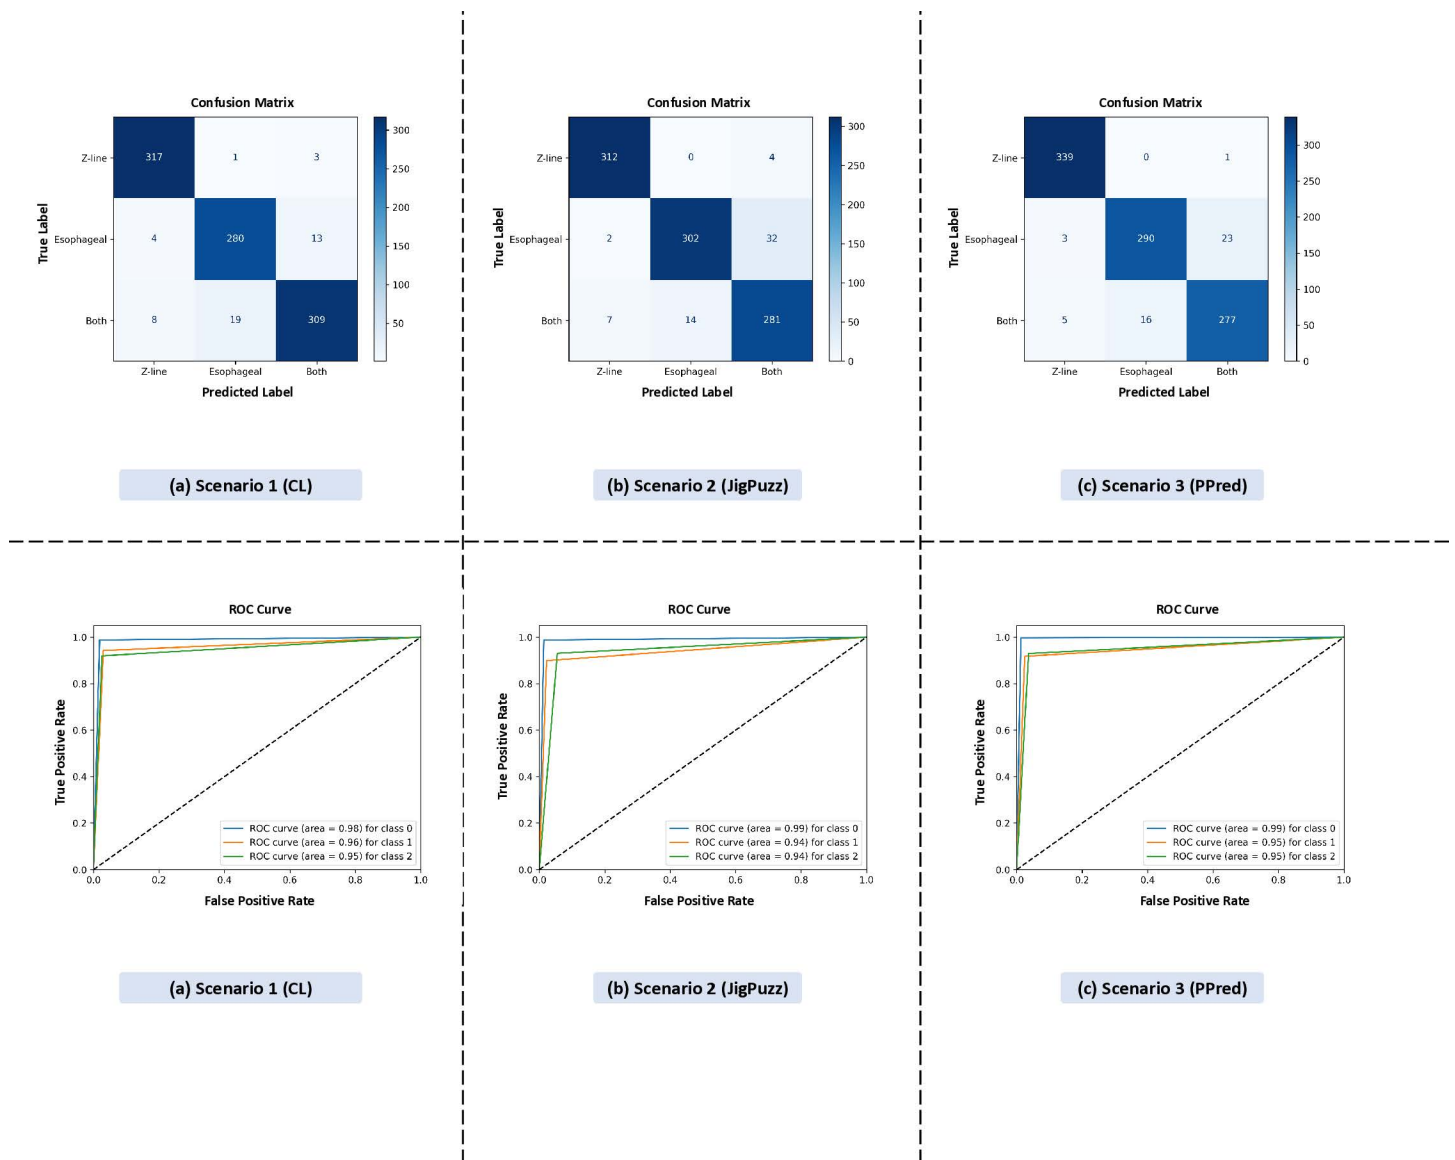 Confusion Matrix
Z-line 317 1 3
Esophageal 4 280 13
Both 8 19 309
Z-line Esophageal Both
True Label
Predicted Label
300
250
200
150
100
50
(a) Scenario 1 (CL)
Confusion Matrix
Z-line 312 0 4
Esophageal 2 302 32
Both 7 14 281
Z-line Esophageal Both
True Label
Predicted Label
300
250
200
150
100
50
0
(b) Scenario 2 (JigPuzz)
Confusion Matrix
Z-line 339 0 1
Esophageal 3 290 23
Both 5 16 277
Z-line Esophageal Both
True Label
Predicted Label
300
250
200
150
100
50
0
(c) Scenario 3 (PPred)
ROC Curve
1.0
0.8
0.6
0.4
0.2
0.0
True Positive Rate
ROC curve (area = 0.98) for class 0
ROC curve (area = 0.96) for class 1
ROC curve (area = 0.95) for class 2
0.0 0.2 0.4 0.6 0.8 1.0
False Positive Rate
(a) Scenario 1 (CL)
ROC Curve
1.0
0.8
0.6
0.4
0.2
0.0
True Positive Rate
ROC curve (area = 0.99) for class 0
ROC curve (area = 0.94) for class 1
ROC curve (area = 0.94) for class 2
0.0 0.2 0.4 0.6 0.8 1.0
False Positive Rate
(b) Scenario 2 (JigPuzz)
ROC Curve
1.0
0.8
0.6
0.4
0.2
0.0
True Positive Rate
ROC curve (area = 0.99) for class 0
ROC curve (area = 0.95) for class 1
ROC curve (area = 0.95) for class 2
0.0 0.2 0.4 0.6 0.8 1.0
False Positive Rate
(c) Scenario 3 (PPred)